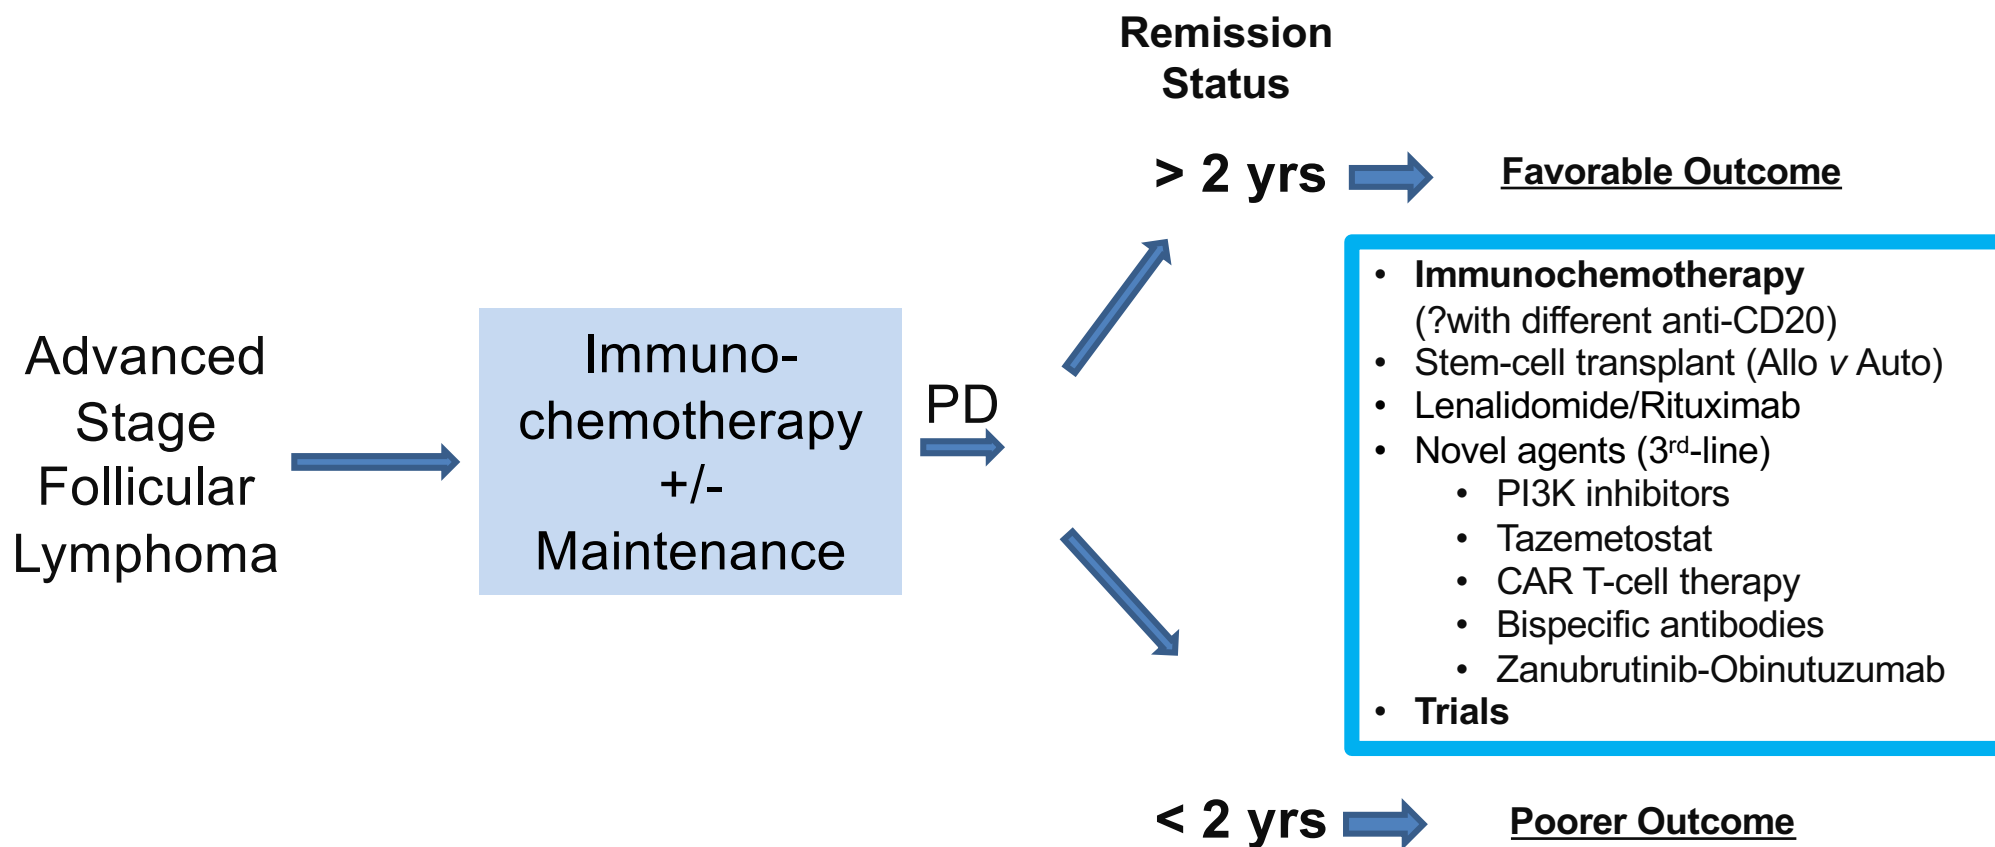 Remission
Status
> 2 yrs
Favorable Outcome
Advanced
Stage
Follicular
Lymphoma
Immuno-
chemotherapy
+/-
Maintenance
PD
• Immunochemotherapy
(?with different anti-CD20)
• Stem-cell transplant (Allo v Auto)
• Lenalidomide/Rituximab
• Novel agents (3rd-line)
• PI3K inhibitors
• Tazemetostat
• CAR T-cell therapy
• Bispecific antibodies
• Zanubrutinib-Obinutuzumab
• Trials
< 2 yrs
Poorer Outcome